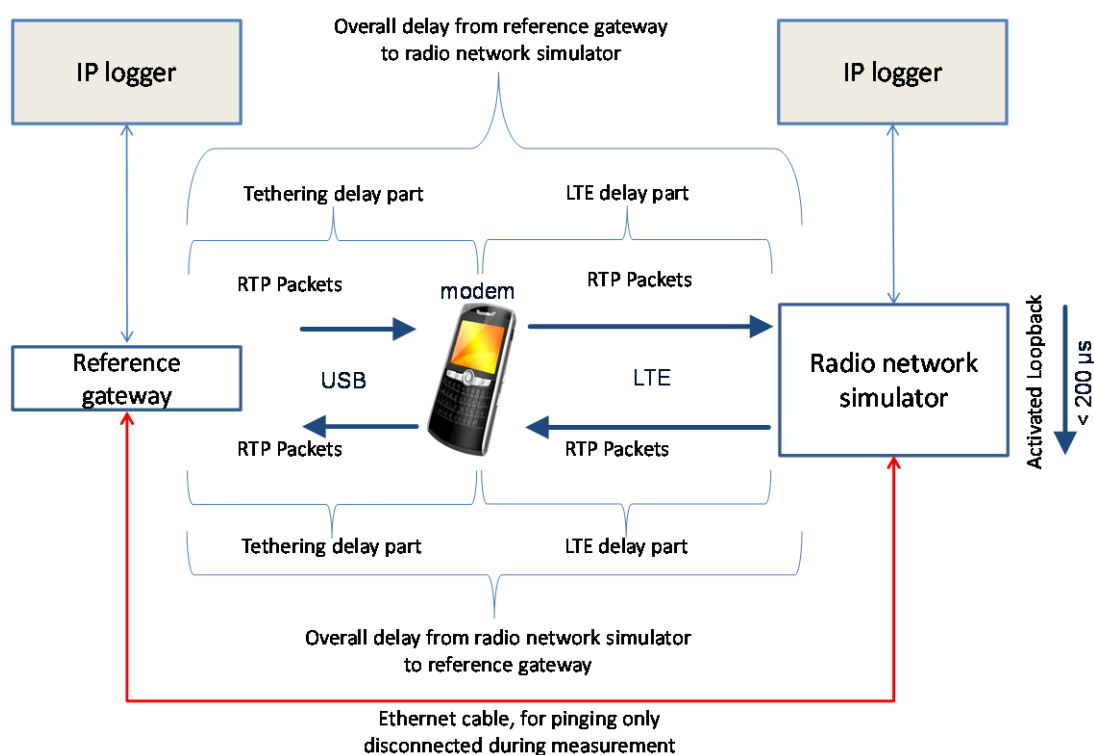 Overall delay from reference gateway
to radio network simulator
IP logger
IP logger
Tethering delay part
LTE delay part
RTP Packets
RTP Packets
modem
Reference
gateway
USB
LTE
Radio network
simulator
Activated Loopback
< 200 µs
RTP Packets
RTP Packets
Tethering delay part
LTE delay part
Overall delay from radio network simulator
to reference gateway
Ethernet cable, for pinging only
disconnected during measurement